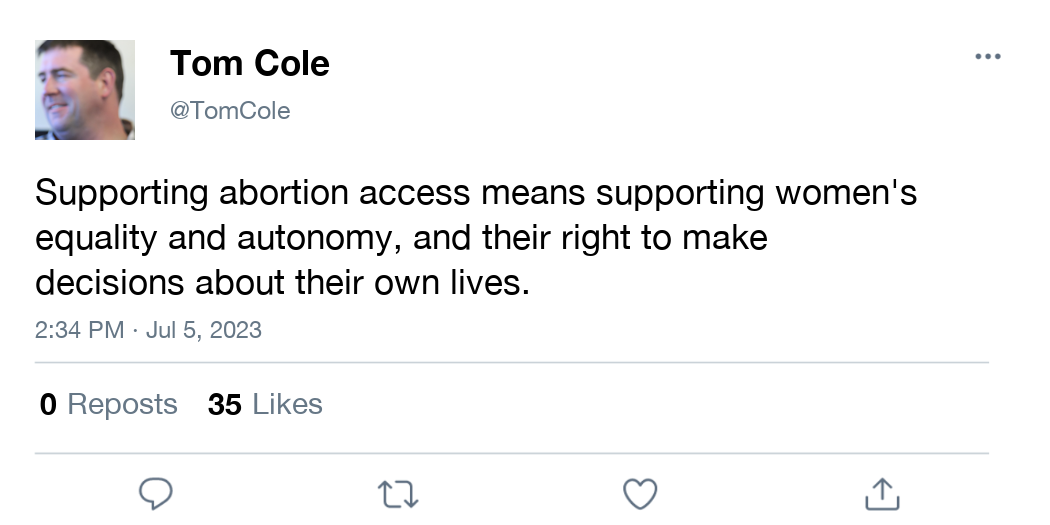 Tom Cole
@TomCole
Supporting abortion access means supporting women's
equality and autonomy, and their right to make
decisions about their own lives.
2:34 PM · Jul 5, 2023
0 Reposts 35 Likes